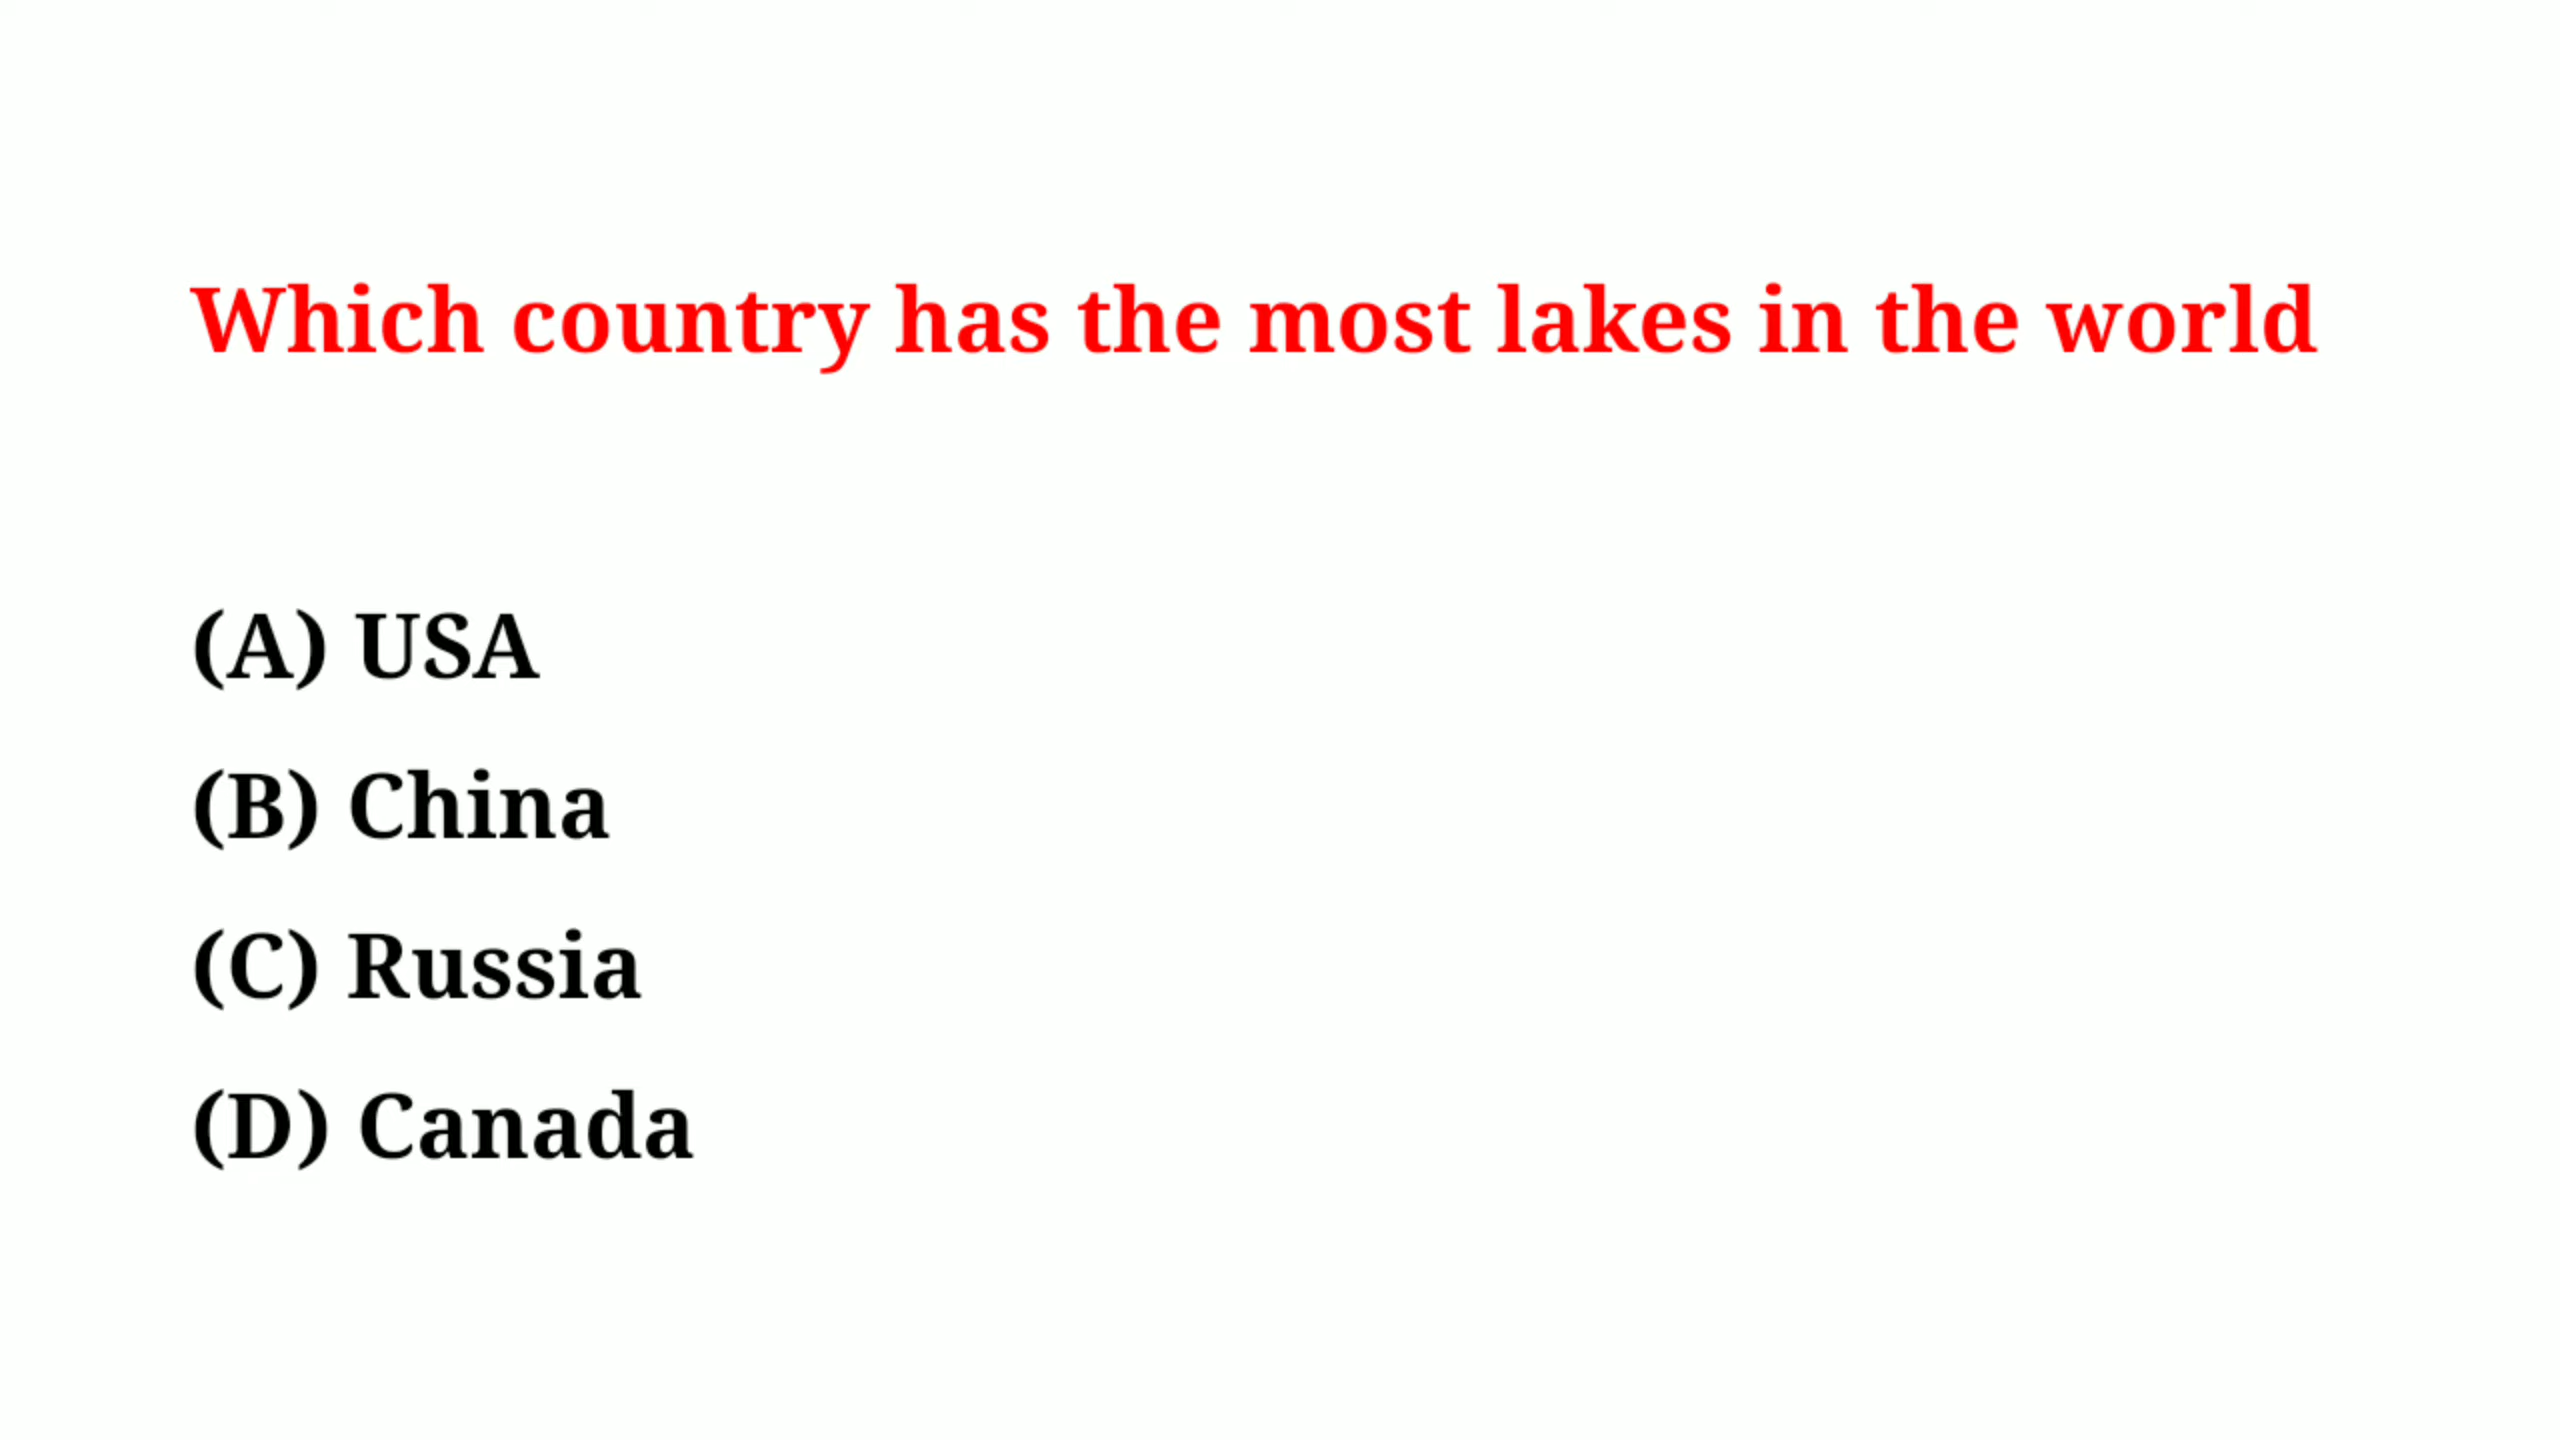 Which country has the most lakes in the world
(A) USA
(B) China
(C) Russia
(D) Canada